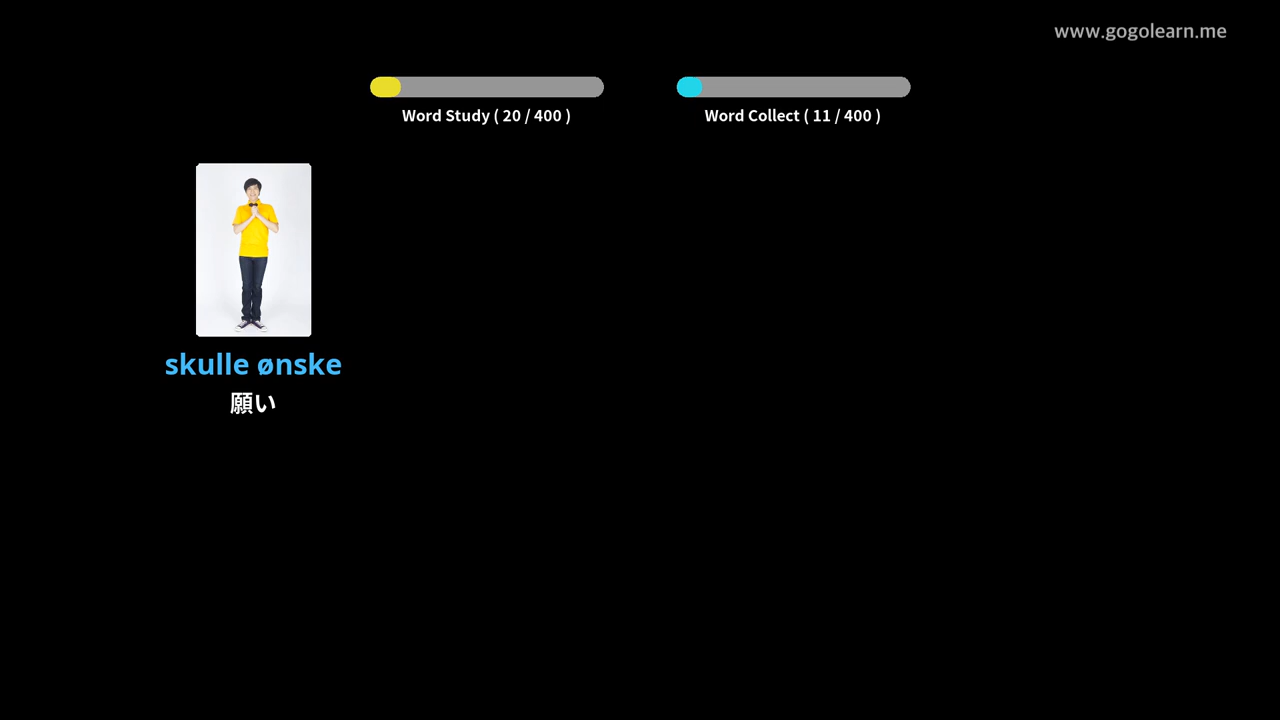 www.gogolearn.me
Word Study ( 20 / 400 )
Word Collect ( 11 / 400 )
skulle ønske
願い